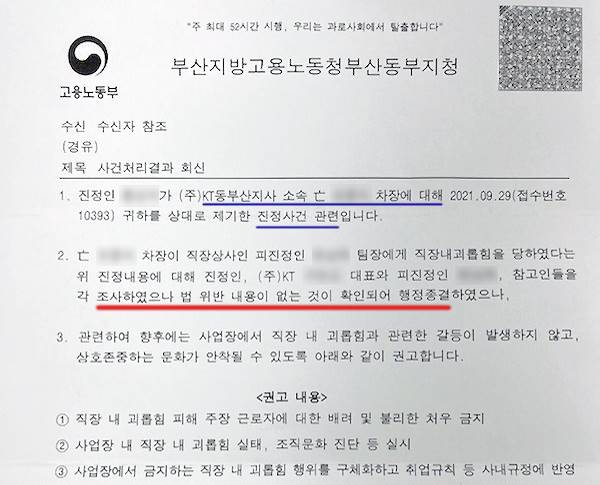 "주 최대 52시간 시행, 우리는 과로사회에서 탈출합니다"
고용노동부
부산지방고용노동청부산동부지청
수신 수신자 참조
(경유)
제목 사건처리결과 회신
1. 진정인 가 (주)KT동부산지사 소속 亡 차장에 대해 2021.09.29(접수번호
10393) 귀하를 상대로 제기한 진정사건 관련입니다.
2. 亡 차장이 직장상사인 피진정인 팀장에게 직장내괴롭힘을 당하였다는
위 진정내용에 대해 진정인, (주)KT 대표와 피진정인 , 참고인들을
각 조사하였으나 법 위반 내용이 없는 것이 확인되어 행정종결하였으나,
3. 관련하여 향후에는 사업장에서 직장 내 괴롭힘과 관련한 갈등이 발생하지 않고,
상호존중하는 문화가 안착될 수 있도록 아래와 같이 권고합니다.
<권고 내용>
① 직장 내 괴롭힘 피해 주장 근로자에 대한 배려 및 불리한 처우 금지
② 사업장 내 직장 내 괴롭힘 실태, 조직문화 진단 등 실시
③ 사업장에서 금지하는 직장 내 괴롭힘 행위를 구체화하고 취업규칙 등 사내규정에 반영